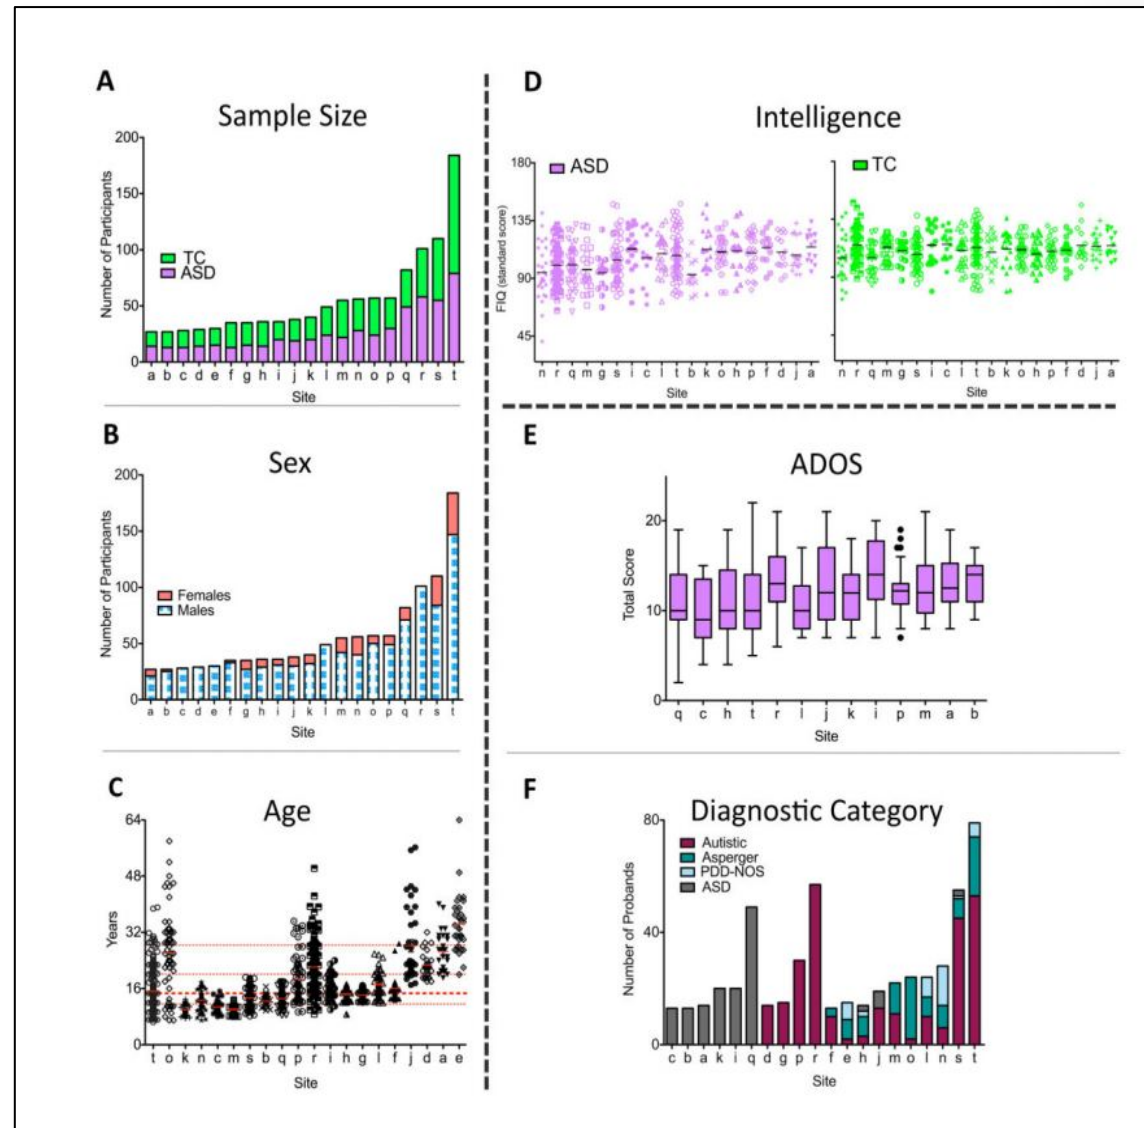 A
Sample Size
200
150
100
50
0
Number of Participants
TC
ASD
a b c d e f g h i j k l m n o p q r s t
Site
B
Sex
200
150
100
50
0
Number of Participants
Females
Males
a b c d e f g h i j k l m n o p q r s t
Site
C
Age
64
48
32
16
0
Years
t o k n c m s b q p r i h g l f j d a e
Site
D
Intelligence
ASD
TC
180
135
90
45
FIQ (standard score)
n r q m g s i c l t b k o h p f d j a
Site
n r q m g s i c l t b k o h p f d j a
Site
E
ADOS
20
10
0
Total Score
q c h t r l j k i p m a b
Site
F
Diagnostic Category
80
40
0
Number of Probands
Autistic
Asperger
PDD-NOS
ASD
c b a k i q d g p r f e h j m o l n s t
Site